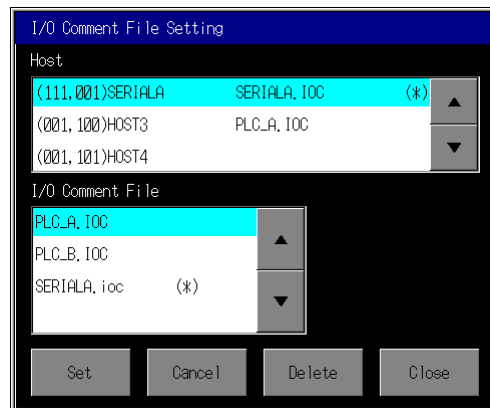 I/O Comment File Setting
Host
(111,001)SERIALA SERIALA.IOC (*)
(001,100)HOST3 PLC_A.IOC
(001,101)HOST4
I/O Comment File
PLC_A.IOC
PLC_B.IOC
SERIALA.ioc (*)
Set Cancel Delete Close